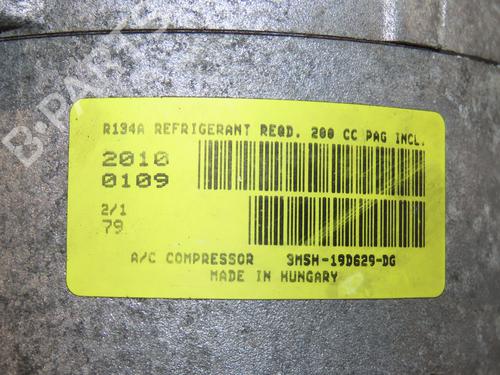 B-PARTS
R134A REFRIGERANT REQD. 200 CC PAG INCL.
2010
0109
2/1
79
A/C COMPRESSOR 3M5H-19D629-DG
MADE IN HUNGARY